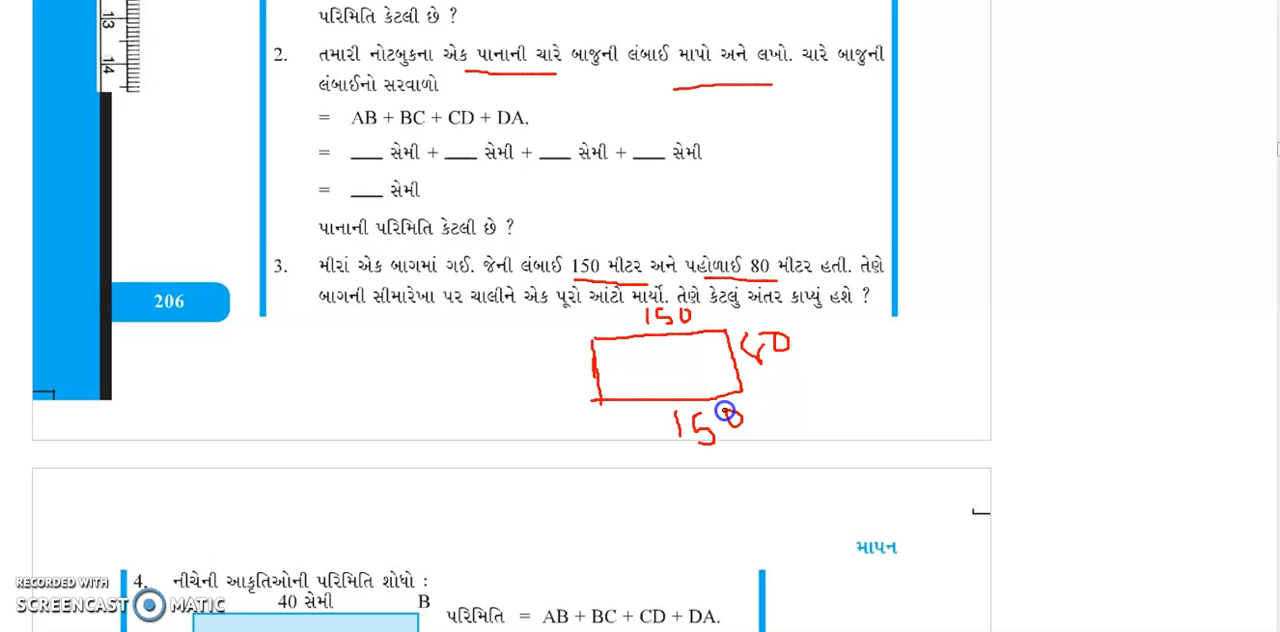 13
14
પરિમિતિ કેટલી છે ?
2. તમારી નોટબુકના એક પાનાની ચારે બાજુની લંબાઈ માપો અને લખો. ચારે બાજુની
લંબાઈનો સરવાળો
= AB + BC + CD + DA.
= ___ સેમી + ___ સેમી + ___ સેમી + ___ સેમી
= ___ સેમી
પાનાની પરિમિતિ કેટલી છે ?
3. મીરાં એક બાગમાં ગઈ. જેની લંબાઈ 150 મીટર અને પહોળાઈ 80 મીટર હતી. તેણે
206
બાગની સીમારેખા પર ચાલીને એક પૂરો આંટો માર્યો. તેણે કેટલું અંતર કાપ્યું હશે ?
150
80
150
માપન
4. નીચેની આકૃતિઓની પરિમિતિ શોધો :
40 સેમી B
પરિમિતિ = AB + BC + CD + DA.
RECORDED WITH
SCREENCAST MATIC